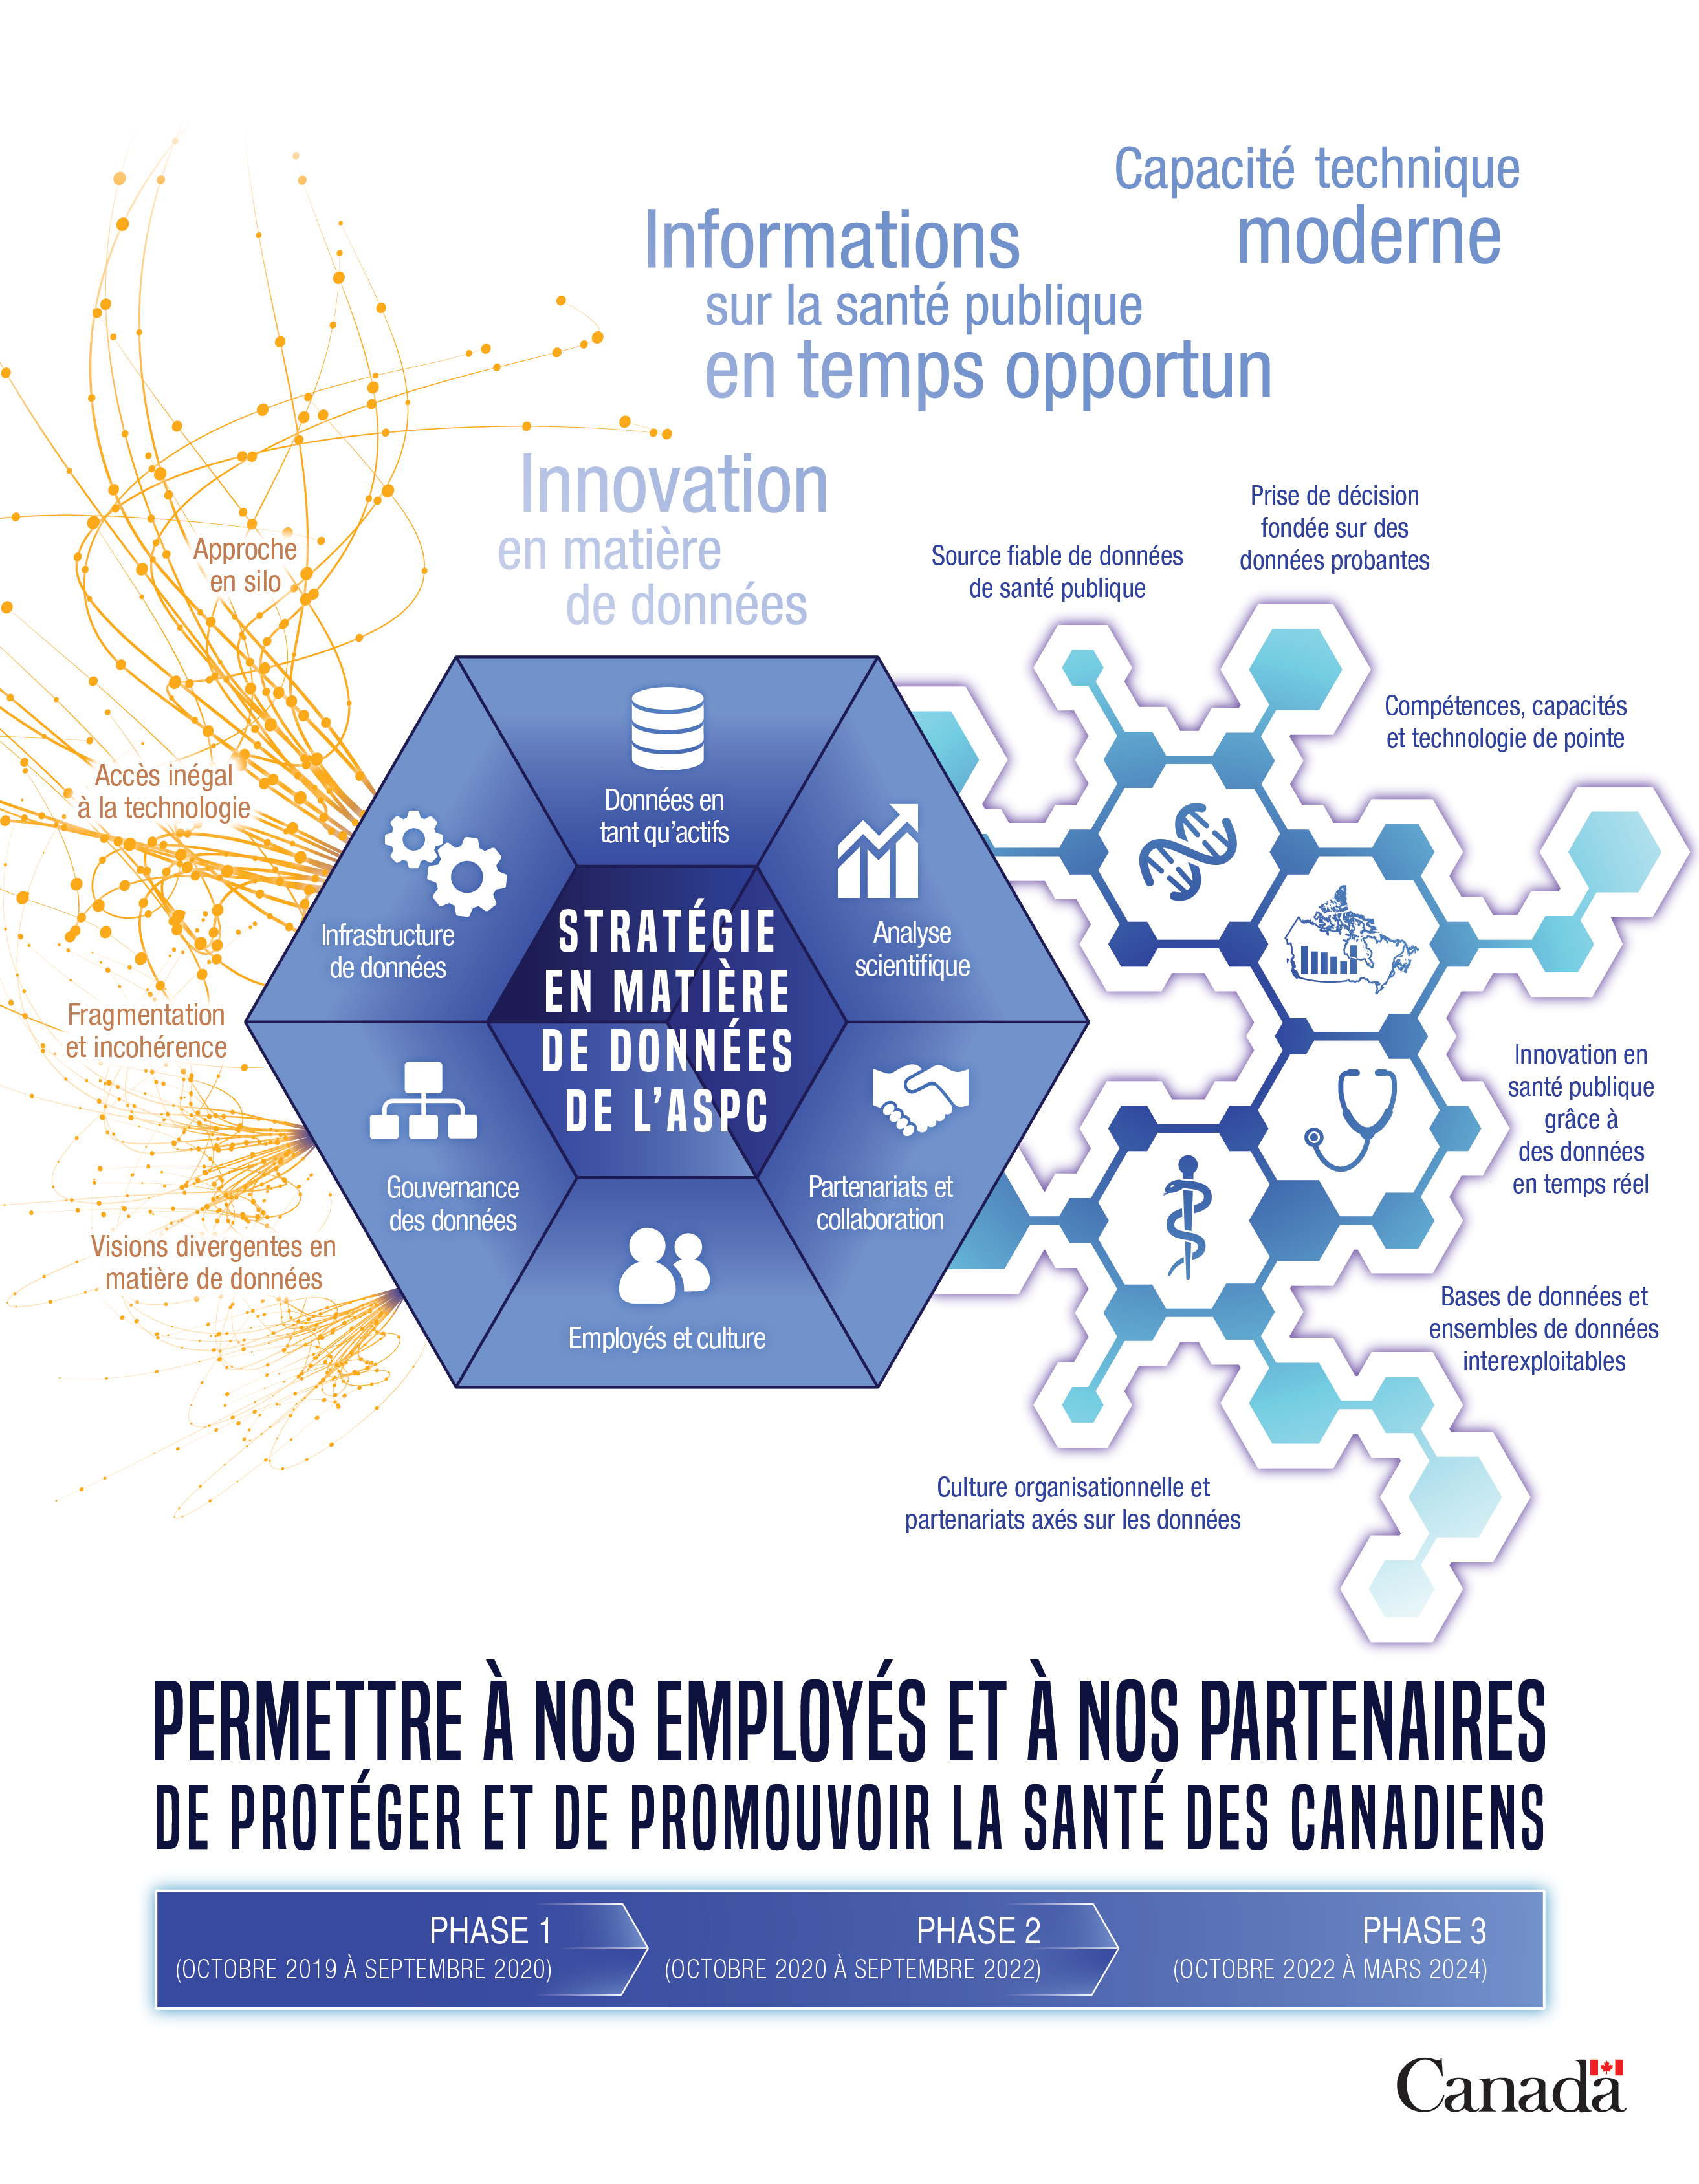 Capacité technique
moderne
Informations
sur la santé publique
en temps opportun
Innovation
en matière
de données
Approche
en silo
Accès inégal
à la technologie
Fragmentation
et incohérence
Visions divergentes en
matière de données
Données en
tant qu’actifs
Infrastructure
de données
Analyse
scientifique
STRATÉGIE
EN MATIÈRE
DE DONNÉES
DE L’ASPC
Gouvernance
des données
Partenariats et
collaboration
Employés et culture
Source fiable de données
de santé publique
Prise de décision
fondée sur des
données probantes
Compétences, capacités
et technologie de pointe
Innovation en
santé publique
grâce à
des données
en temps réel
Bases de données et
ensembles de données
interexploitables
Culture organisationnelle et
partenariats axés sur les données
PERMETTRE À NOS EMPLOYÉS ET À NOS PARTENAIRES
DE PROTÉGER ET DE PROMOUVOIR LA SANTÉ DES CANADIENS
PHASE 1
(OCTOBRE 2019 À SEPTEMBRE 2020)
PHASE 2
(OCTOBRE 2020 À SEPTEMBRE 2022)
PHASE 3
(OCTOBRE 2022 À MARS 2024)
Canada